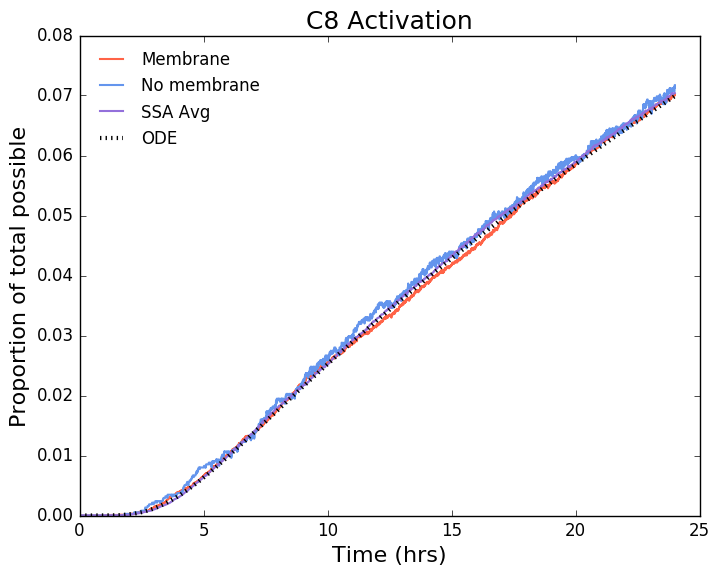 C8 Activation
Proportion of total possible
0.08
0.07
0.06
0.05
0.04
0.03
0.02
0.01
0.00
Membrane
No membrane
SSA Avg
ODE
0
5
10
15
20
25
Time (hrs)